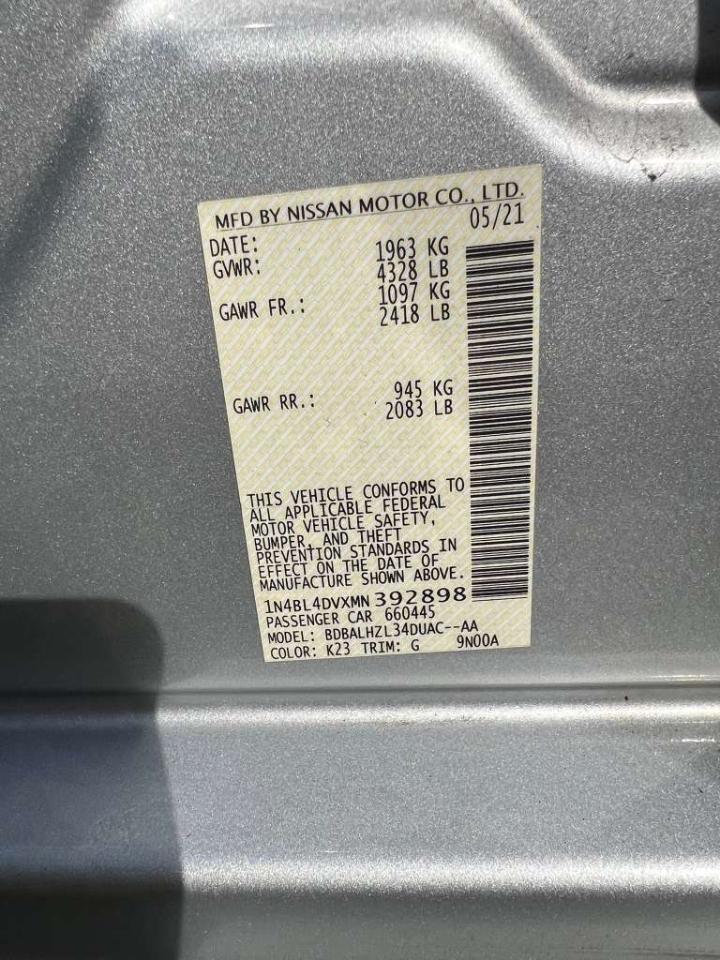 MFD BY NISSAN MOTOR CO., LTD.
DATE: 05/21
GVWR: 1963 KG
4328 LB
GAWR FR.: 1097 KG
2418 LB
GAWR RR.: 945 KG
2083 LB
THIS VEHICLE CONFORMS TO
ALL APPLICABLE FEDERAL
MOTOR VEHICLE SAFETY,
BUMPER, AND THEFT
PREVENTION STANDARDS IN
EFFECT ON THE DATE OF
MANUFACTURE SHOWN ABOVE.
1N4BL4DVXMN392898
PASSENGER CAR 660445
MODEL: BDBALHZL34DUAC--AA
COLOR: K23 TRIM: G 9N00A